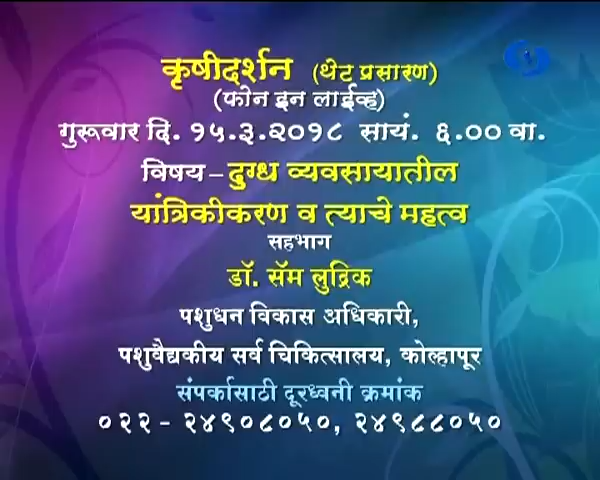 कृषीदर्शन (थेट प्रसारण)
(फोन इन लाईव्ह)
गुरूवार दि. १५.३.२०१८ सायं. ६.०० वा.
विषय – दुग्ध व्यवसायातील
यांत्रिकीकरण व त्याचे महत्व
सहभाग
डॉ. सॅम लुद्रिक
पशुधन विकास अधिकारी,
पशुवैद्यकीय सर्व चिकित्सालय, कोल्हापूर
संपर्कासाठी दूरध्वनी क्रमांक
०२२ - २४९०८०५०, २४९८८०५०